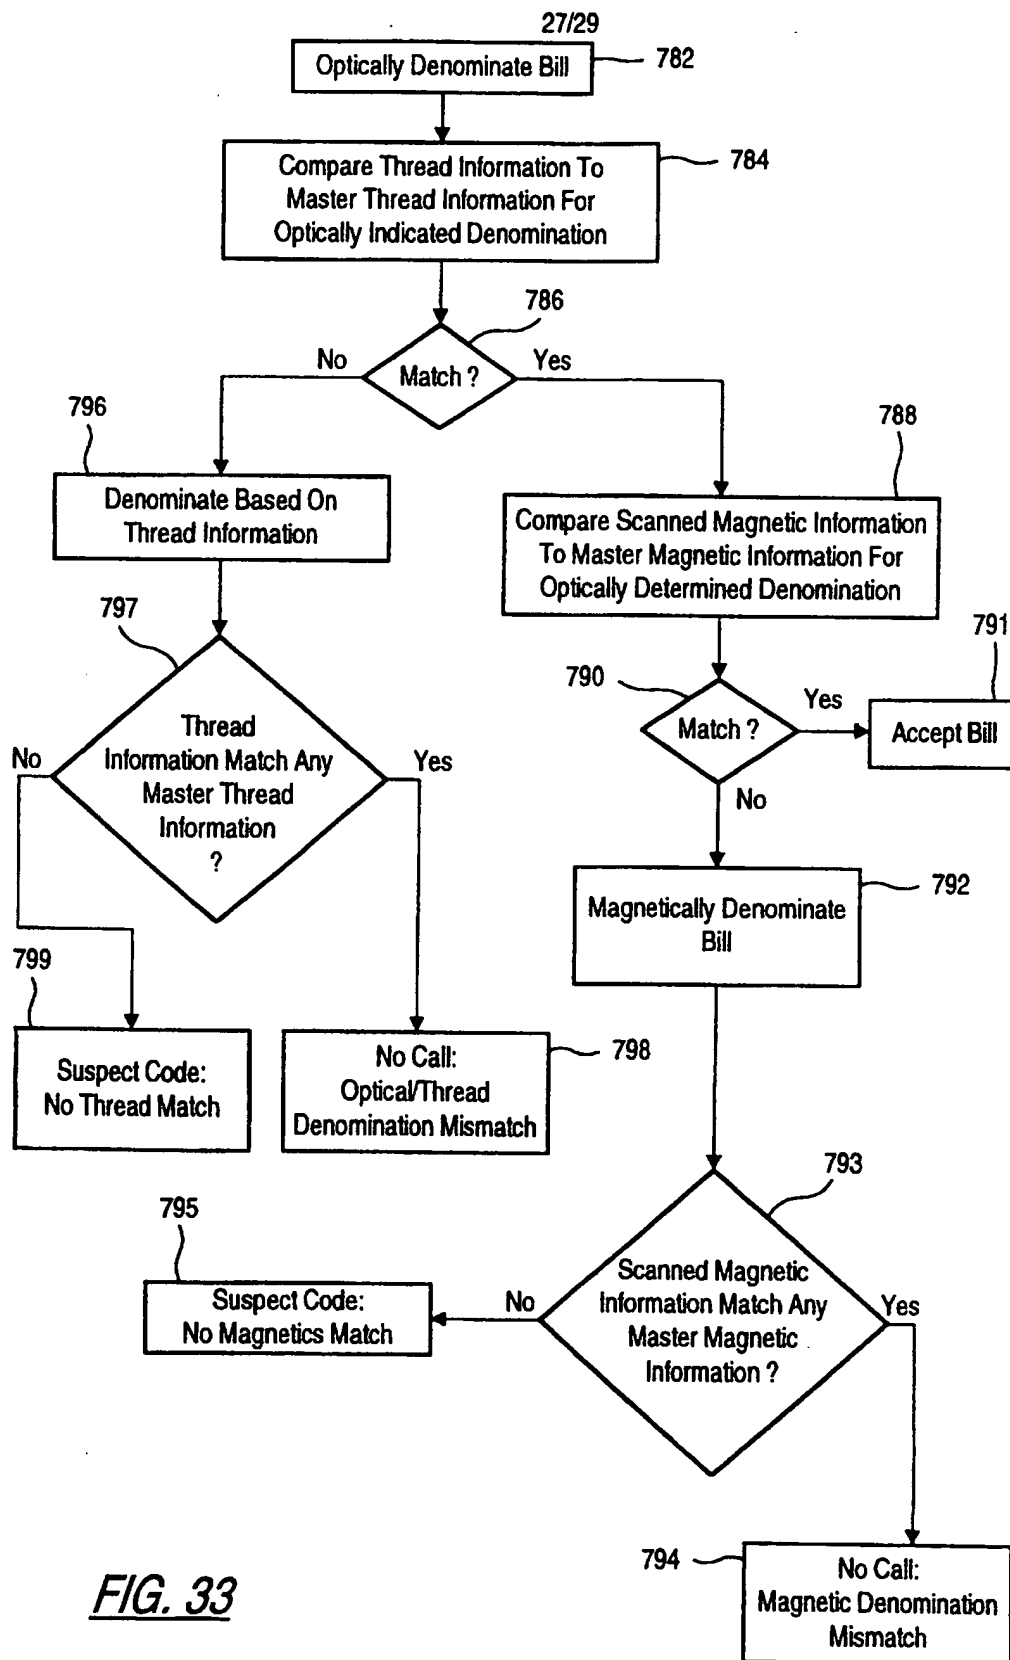 27/29
Optically Denominate Bill
782
Compare Thread Information To
Master Thread Information For
Optically Indicated Denomination
784
786
No
Match ?
Yes
796
Denominate Based On
Thread Information
788
Compare Scanned Magnetic Information
To Master Magnetic Information For
Optically Determined Denomination
797
Thread
Information Match Any
Master Thread
Information
?
No
Yes
790
Match ?
Yes
791
Accept Bill
No
792
Magnetically Denominate
Bill
799
Suspect Code:
No Thread Match
No Call:
Optical/Thread
Denomination Mismatch
798
793
Scanned Magnetic
Information Match Any
Master Magnetic
Information ?
No
Yes
795
Suspect Code:
No Magnetics Match
794
No Call:
Magnetic Denomination
Mismatch
FIG. 33